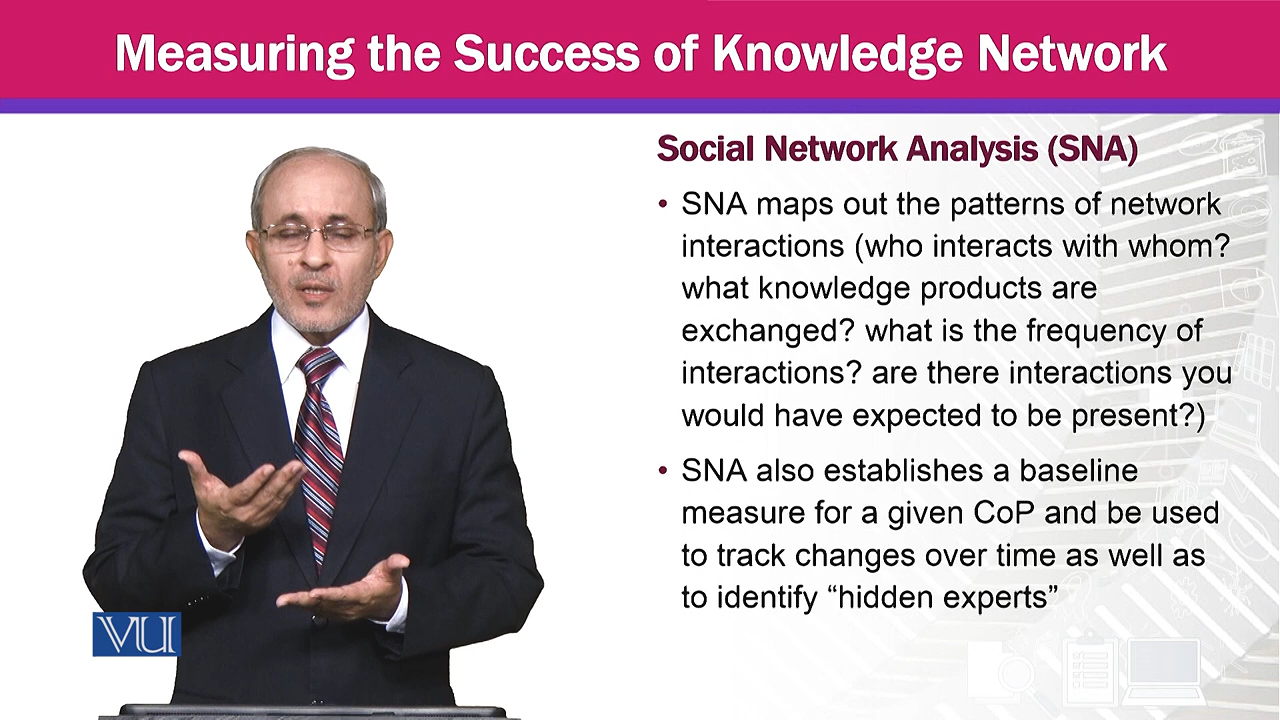 Measuring the Success of Knowledge Network
Social Network Analysis (SNA)
• SNA maps out the patterns of network
interactions (who interacts with whom?
what knowledge products are
exchanged? what is the frequency of
interactions? are there interactions you
would have expected to be present?)
• SNA also establishes a baseline
measure for a given CoP and be used
to track changes over time as well as
to identify “hidden experts”
VU